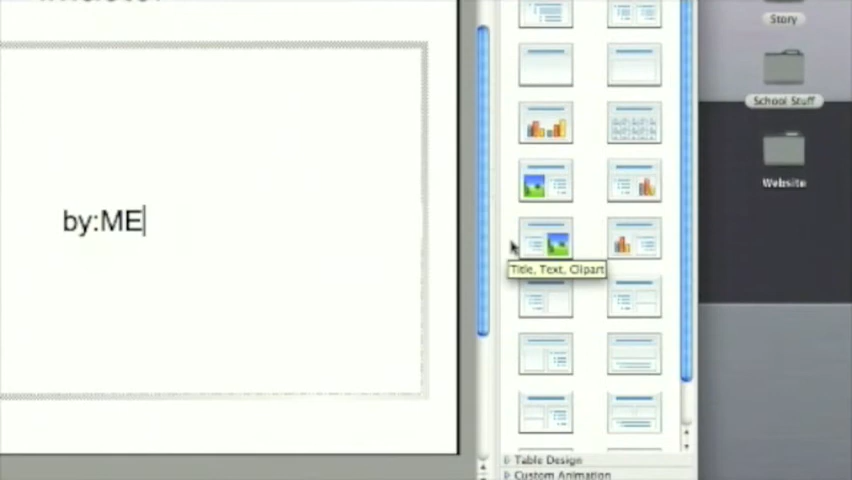 by:ME
Title, Text, Clipart
Table Design
Custom Animation
Story
School Stuff
Website